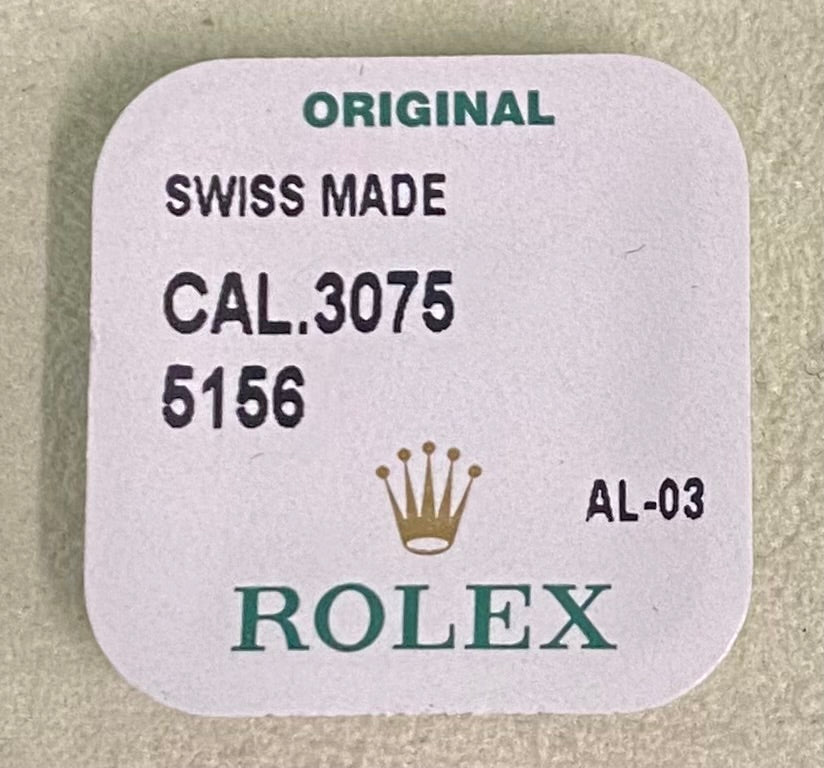 ORIGINAL
SWISS MADE
CAL.3075
5156
AL-03
ROLEX